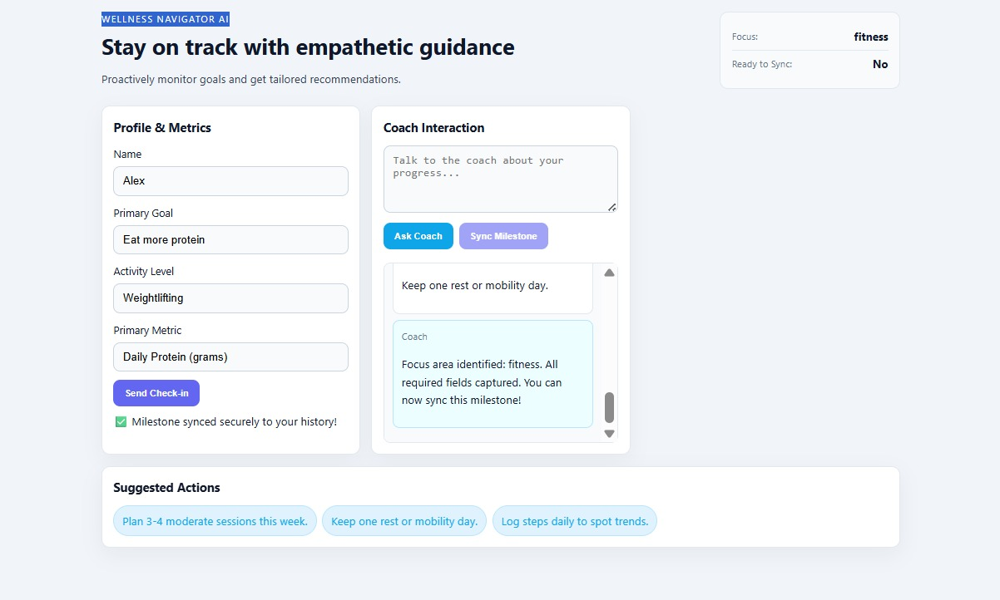 WELLNESS NAVIGATOR AI
Stay on track with empathetic guidance
Proactively monitor goals and get tailored recommendations.
Focus: fitness
Ready to Sync: No
Profile & Metrics
Name
Alex
Primary Goal
Eat more protein
Activity Level
Weightlifting
Primary Metric
Daily Protein (grams)
Send Check-in
✅ Milestone synced securely to your history!
Coach Interaction
Talk to the coach about your
progress...
Ask Coach Sync Milestone
Keep one rest or mobility day.
Coach
Focus area identified: fitness. All
required fields captured. You can
now sync this milestone!
Suggested Actions
Plan 3-4 moderate sessions this week. Keep one rest or mobility day. Log steps daily to spot trends.